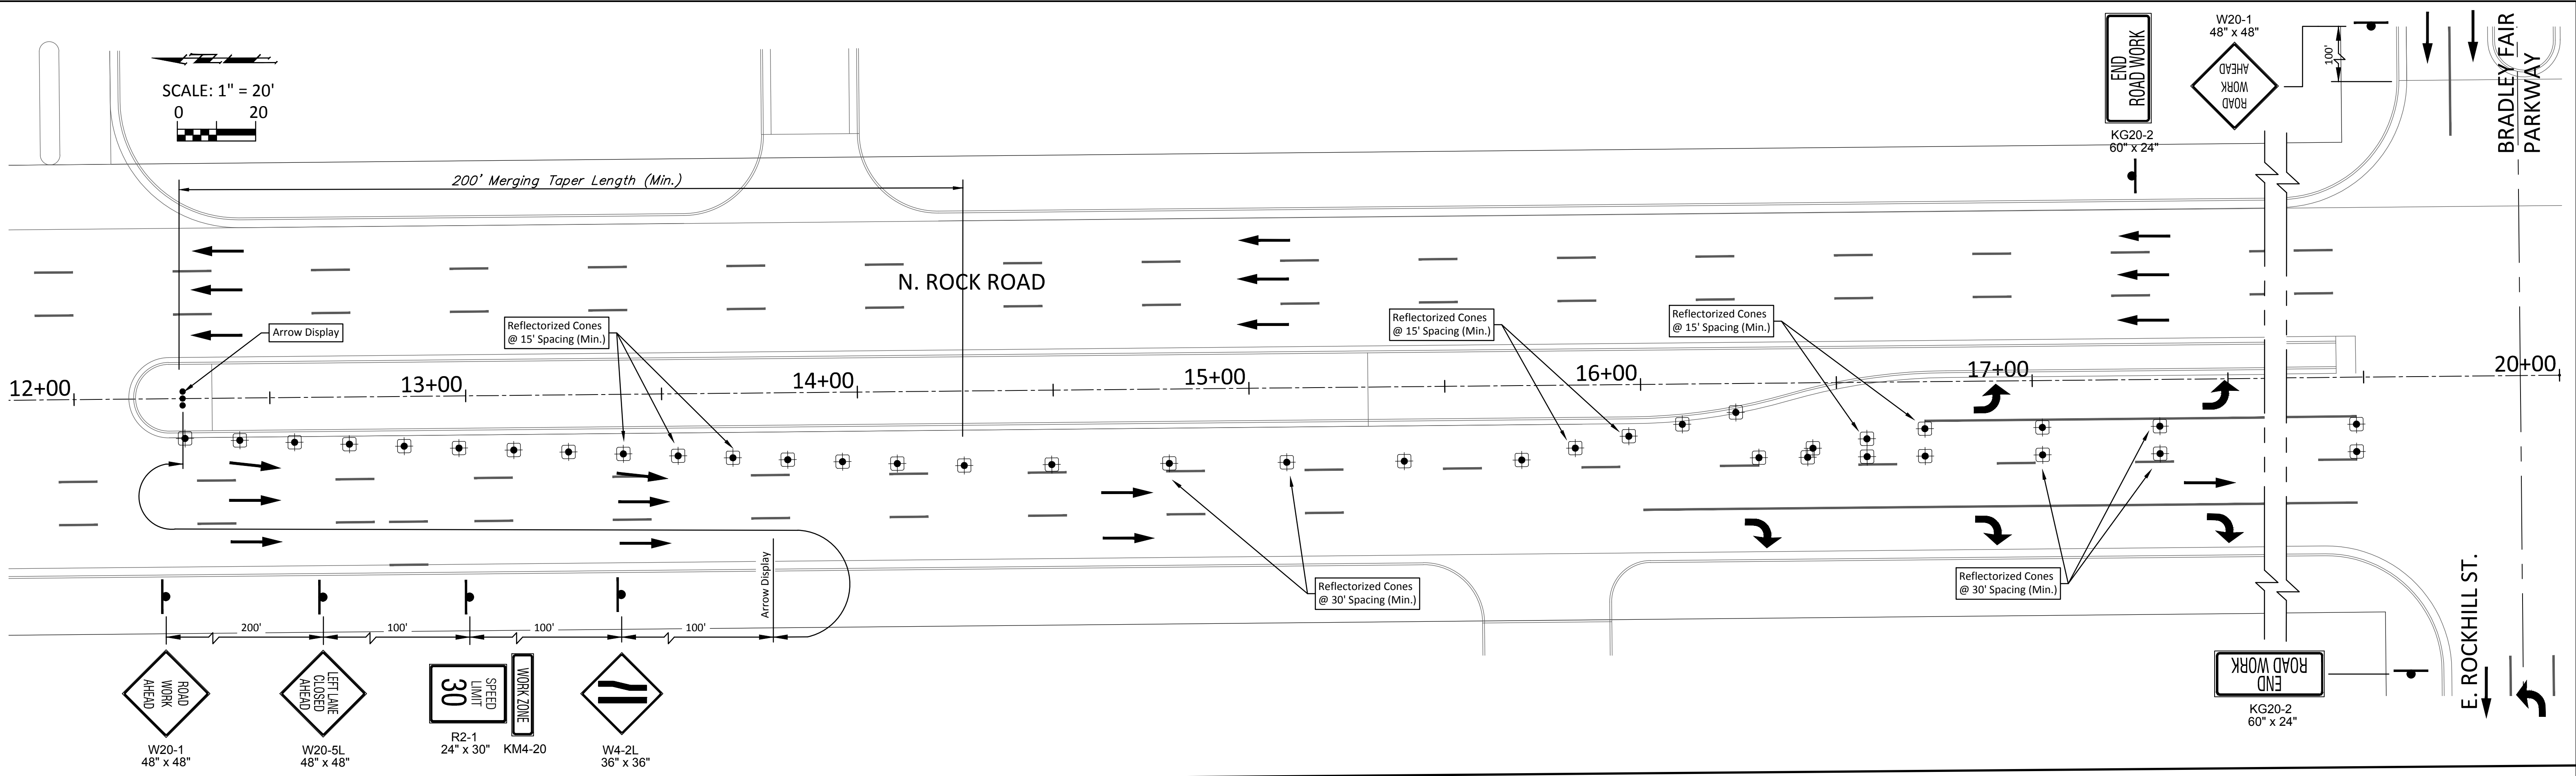 SCALE: 1" = 20'
0 20
200' Merging Taper Length (Min.)
N. ROCK ROAD
Arrow Display
Reflectorized Cones
@ 15' Spacing (Min.)
Reflectorized Cones
@ 15' Spacing (Min.)
Reflectorized Cones
@ 15' Spacing (Min.)
END
ROAD WORK
KG20-2
60" x 24"
W20-1
48" x 48"
ROAD
WORK
AHEAD
100'
BRADLEY FAIR
PARKWAY
12+00
13+00
14+00
15+00
16+00
17+00
20+00
Reflectorized Cones
@ 30' Spacing (Min.)
Reflectorized Cones
@ 30' Spacing (Min.)
Arrow Display
E. ROCKHILL ST.
200'
100'
100'
100'
ROAD
WORK
AHEAD
W20-1
48" x 48"
LEFT LANE
CLOSED
AHEAD
W20-5L
48" x 48"
SPEED
LIMIT
30
R2-1
24" x 30"
WORK ZONE
KM4-20
W4-2L
36" x 36"
END
ROAD WORK
KG20-2
60" x 24"